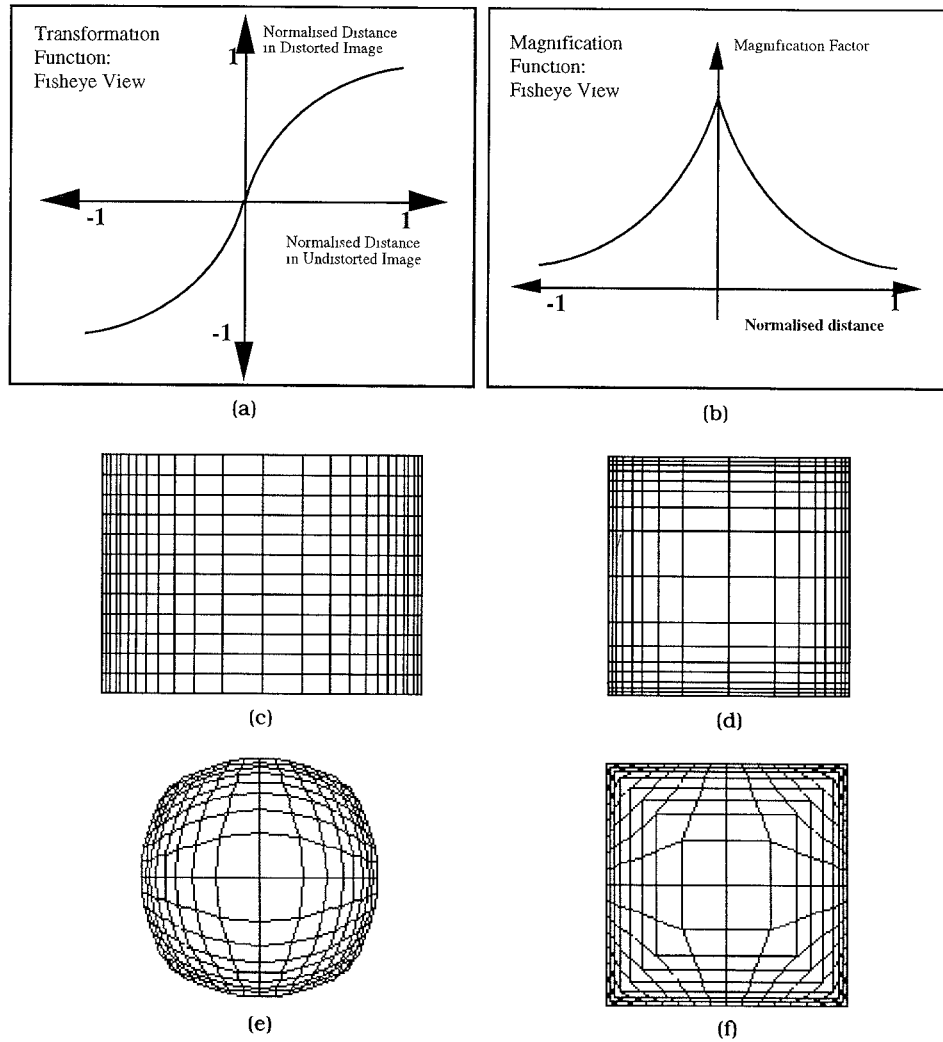 Transformation
Function:
Fisheye View
Normalised Distance
in Distorted Image
1
-1
1
Normalised Distance
in Undistorted Image
-1
(a)
Magnification
Function:
Fisheye View
Magnification Factor
-1
1
Normalised distance
(b)
(c)
(d)
(e)
(f)